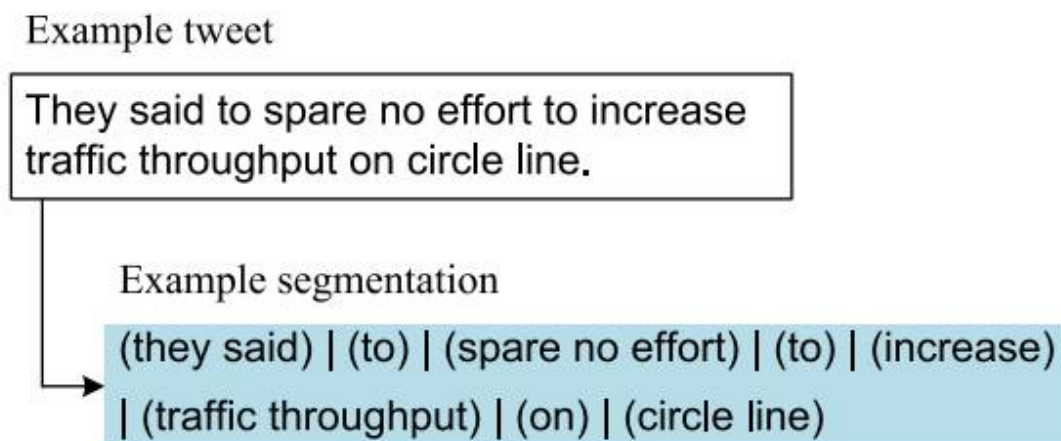 Example tweet
They said to spare no effort to increase
traffic throughput on circle line.
Example segmentation
(they said) | (to) | (spare no effort) | (to) | (increase)
| (traffic throughput) | (on) | (circle line)